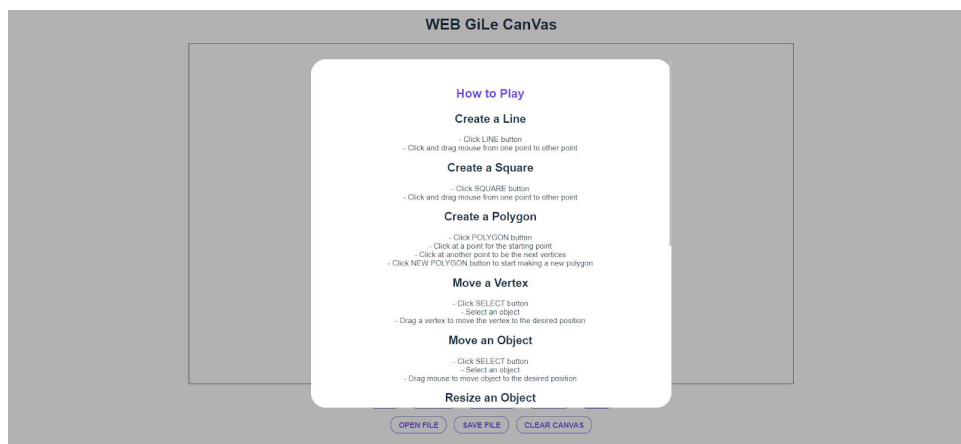 WEB GiLe CanVas
How to Play
Create a Line
- Click LINE button
- Click and drag mouse from one point to other point
Create a Square
- Click SQUARE button
- Click and drag mouse from one point to other point
Create a Polygon
- Click POLYGON button
- Click at a point for the starting point
- Click at another point to be the next vertices
- Click NEW POLYGON button to start making a new polygon
Move a Vertex
- Click SELECT button
- Select an object
- Drag a vertex to move the vertex to the desired position
Move an Object
- Click SELECT button
- Select an object
- Drag mouse to move object to the desired position
Resize an Object
OPEN FILE SAVE FILE CLEAR CANVAS